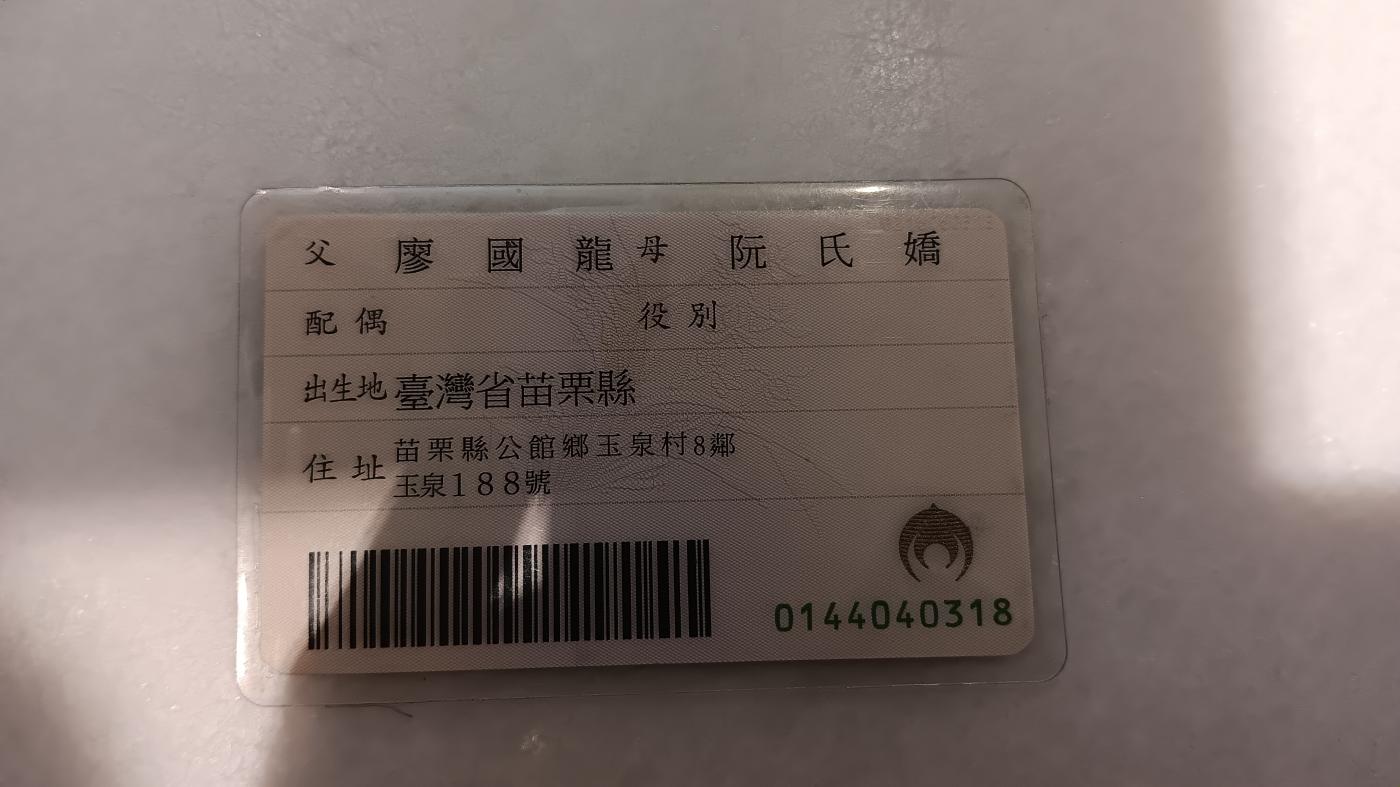 父 廖國龍 母 阮氏嬌
配偶 役別
出生地 臺灣省苗栗縣
住址 苗栗縣公館鄉玉泉村8鄰
玉泉188號
0144040318